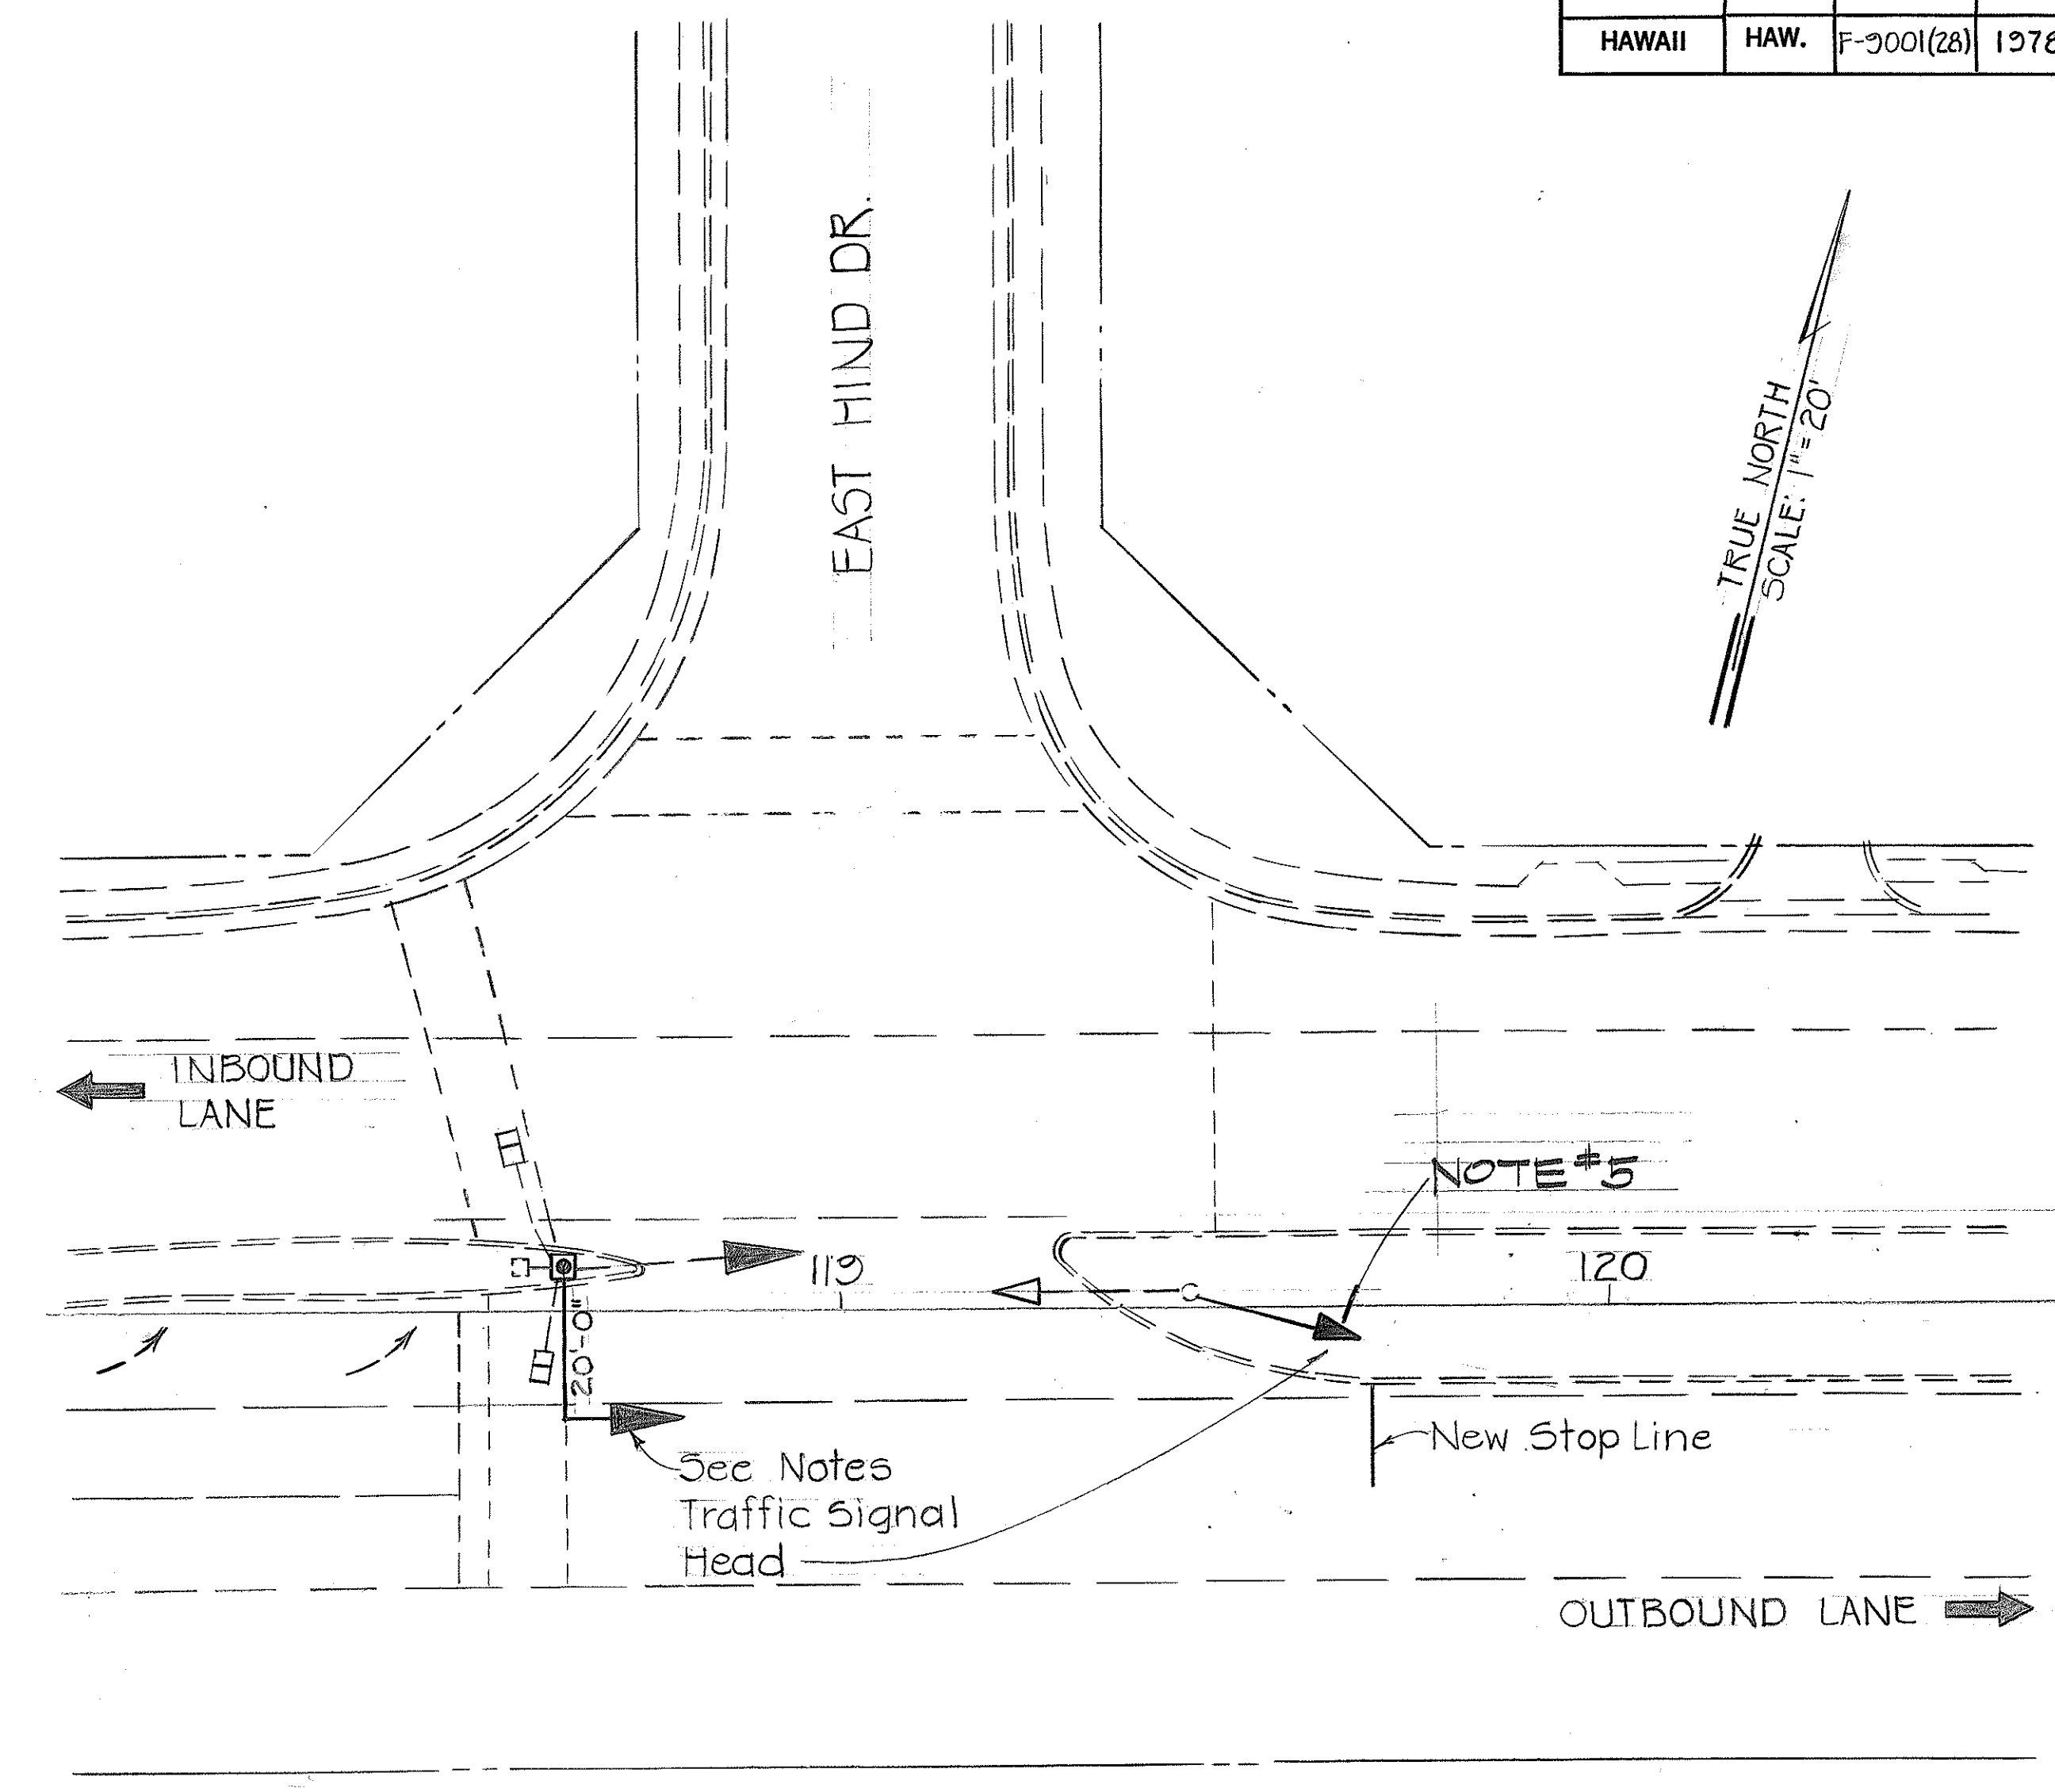 HAWAII HAW. F-9001(28) 1978
EAST HIND DR.
TRUE NORTH
SCALE: 1"=20'
INBOUND
LANE
NOTE #5
119
120
20'-0"
New Stop Line
See Notes
Traffic Signal
Head
OUTBOUND LANE